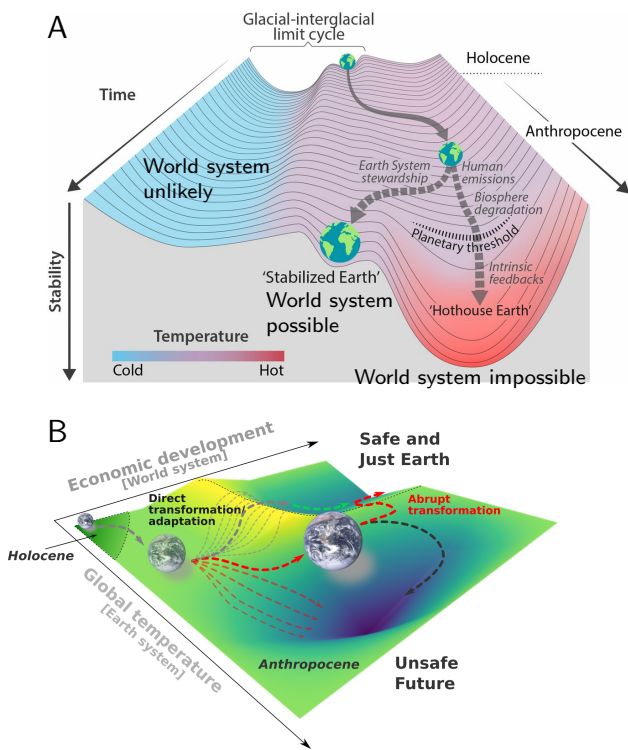 A
Glacial-interglacial
limit cycle
Holocene
Time
Anthropocene
World system
unlikely
Earth System
stewardship
Human
emissions
Biosphere
degradation
Planetary threshold
Stability
Intrinsic
feedbacks
'Stabilized Earth'
World system
possible
'Hothouse Earth'
Temperature
Cold
Hot
World system impossible
B
Economic development
[World system]
Safe and
Just Earth
Direct
transformation/
adaptation
Abrupt
transformation
Holocene
Global temperature
[Earth system]
Anthropocene
Unsafe
Future